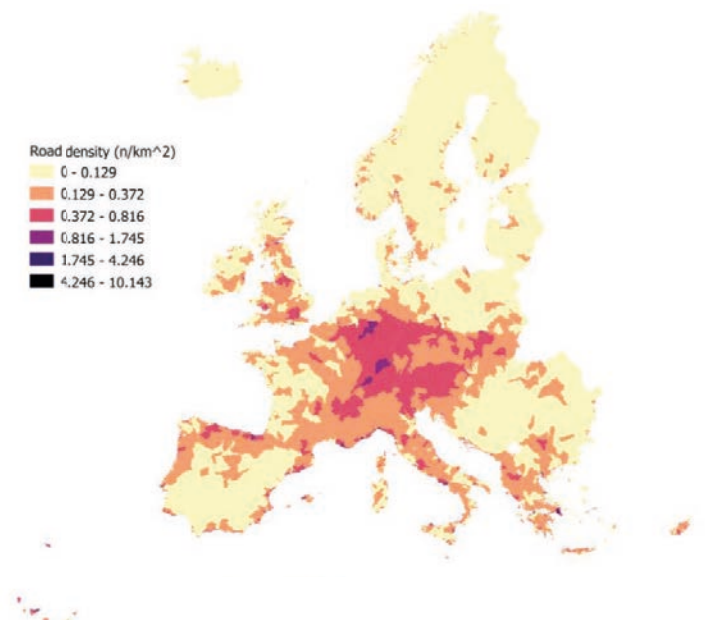 Road density (n/km^2)
0 - 0.129
0.129 - 0.372
0.372 - 0.816
0.816 - 1.745
1.745 - 4.246
4.246 - 10.143